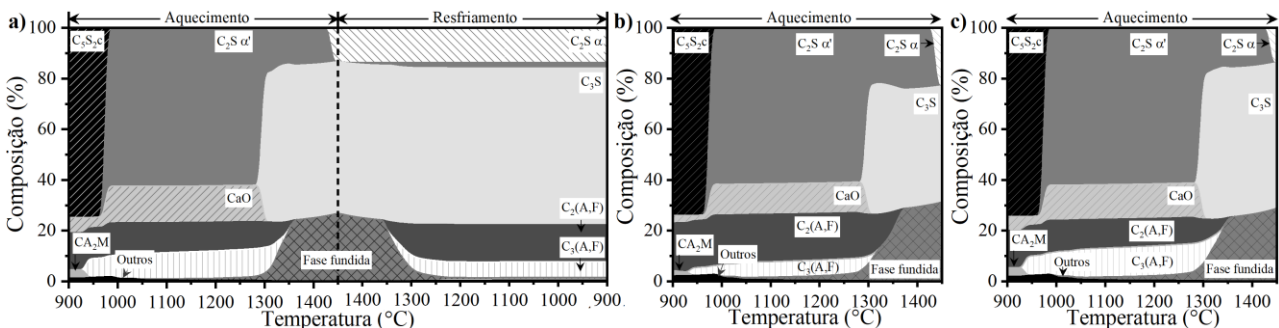 a) Aquecimento Resfriamento
C₅S₂c C₂S α' C₂S α
C₃S
CaO
C₂(A,F)
CA₂M Outros Fase fundida C₃(A,F)
Composição (%)
100
80
60
40
20
0
900 1000 1100 1200 1300 1400 1400 1300 1200 1100 1000 900
Temperatura (°C)
b) Aquecimento
C₅S₂c C₂S α' C₂S α
C₃S
CaO
C₂(A,F)
CA₂M Outros C₃(A,F) Fase fundida
Composição (%)
100
80
60
40
20
0
900 1000 1100 1200 1300 1400
Temperatura (°C)
c) Aquecimento
C₅S₂c C₂S α' C₂S α
C₃S
CaO
C₂(A,F)
CA₂M Outros C₃(A,F) Fase fundida
Composição (%)
100
80
60
40
20
0
900 1000 1100 1200 1300 1400
Temperatura (°C)